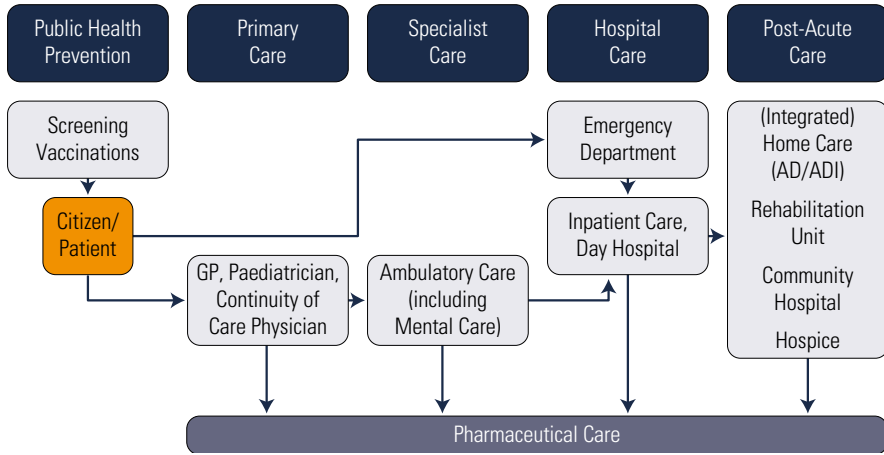 Public Health
Prevention
Primary
Care
Specialist
Care
Hospital
Care
Post-Acute
Care
Screening
Vaccinations
Emergency
Department
(Integrated)
Home Care
(AD/ADI)
Rehabilitation
Unit
Community
Hospital
Hospice
Citizen/
Patient
Inpatient Care,
Day Hospital
GP, Paediatrician,
Continuity of
Care Physician
Ambulatory Care
(including
Mental Care)
Pharmaceutical Care